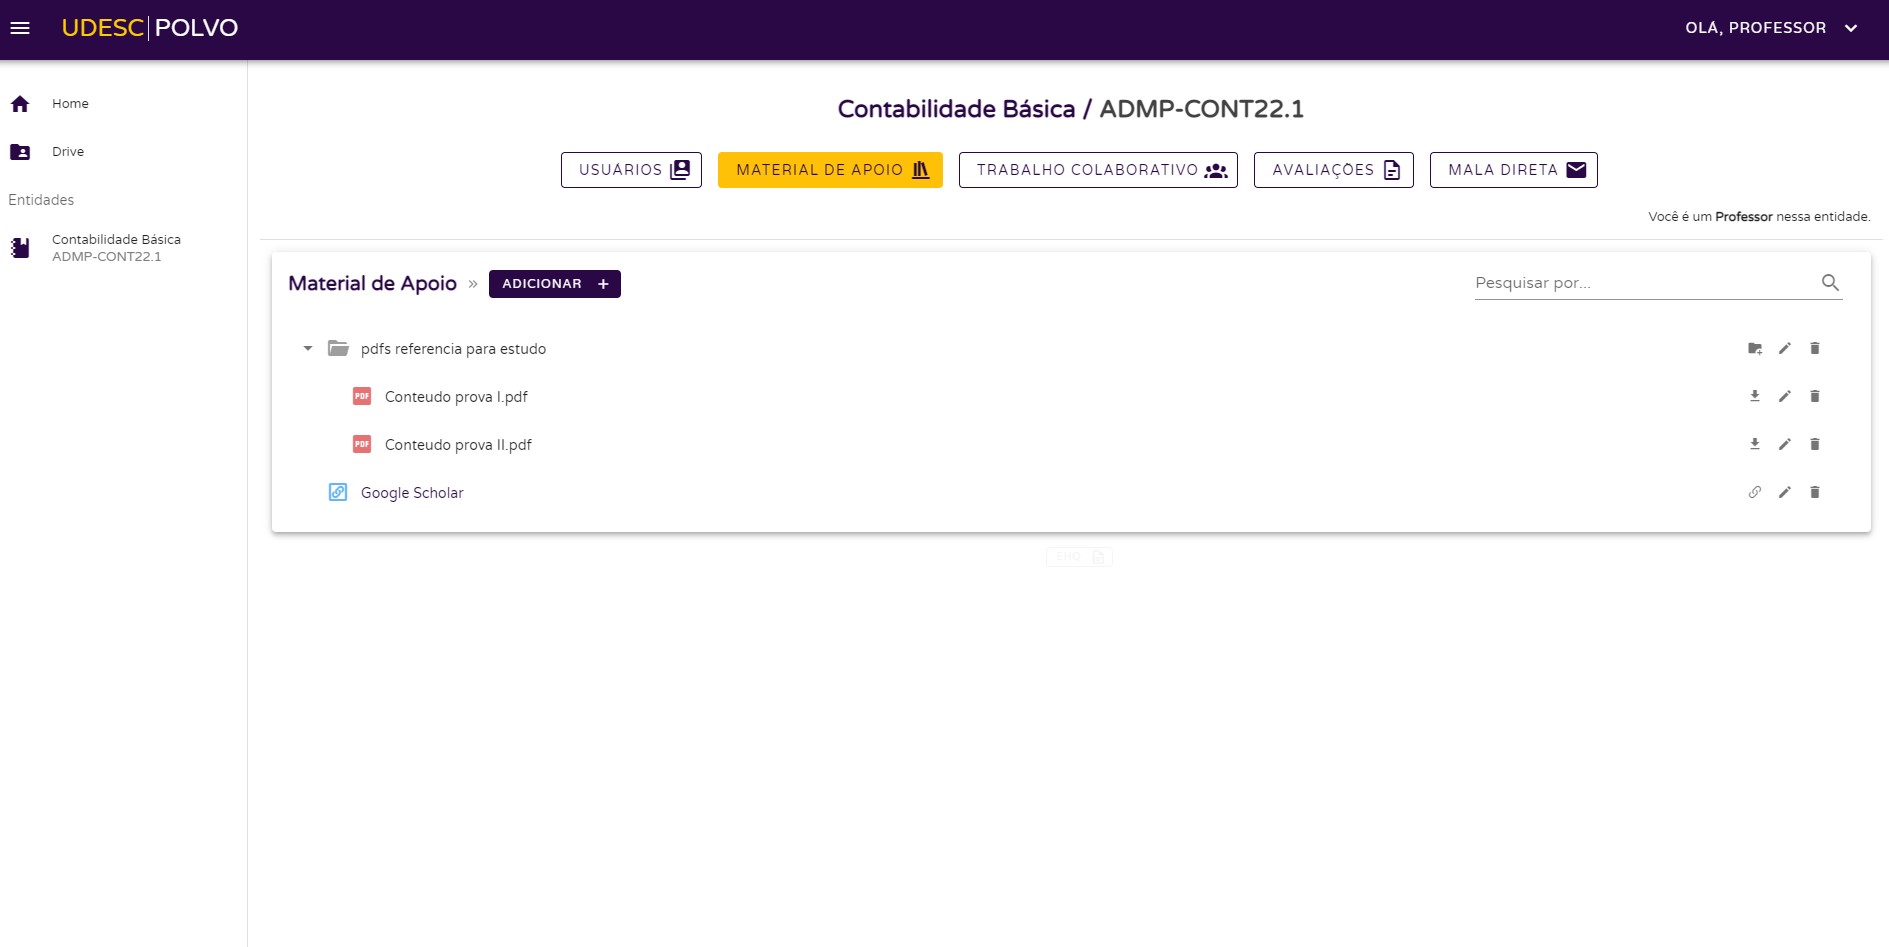 UDESC|POLVO
OLÁ, PROFESSOR
Home
Drive
Entidades
Contabilidade Básica
ADMP-CONT22.1
Contabilidade Básica / ADMP-CONT22.1
USUÁRIOS
MATERIAL DE APOIO
TRABALHO COLABORATIVO
AVALIAÇÕES
MALA DIRETA
Você é um Professor nessa entidade.
Material de Apoio »
ADICIONAR +
Pesquisar por...
pdfs referencia para estudo
PDF Conteudo prova I.pdf
PDF Conteudo prova II.pdf
Google Scholar